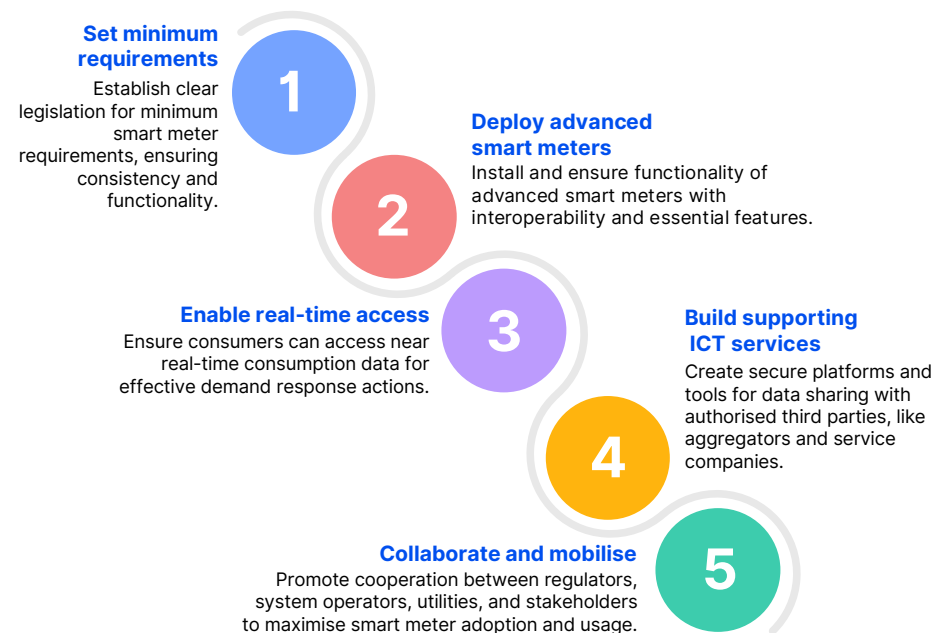 Set minimum
requirements
Establish clear
legislation for minimum
smart meter
requirements, ensuring
consistency and
functionality.
1
Deploy advanced
smart meters
Install and ensure functionality of
advanced smart meters with
interoperability and essential features.
2
Enable real-time access
Ensure consumers can access near
real-time consumption data for
effective demand response actions.
3
Build supporting
ICT services
Create secure platforms and
tools for data sharing with
authorised third parties, like
aggregators and service
companies.
4
Collaborate and mobilise
Promote cooperation between regulators,
system operators, utilities, and stakeholders
to maximise smart meter adoption and usage.
5